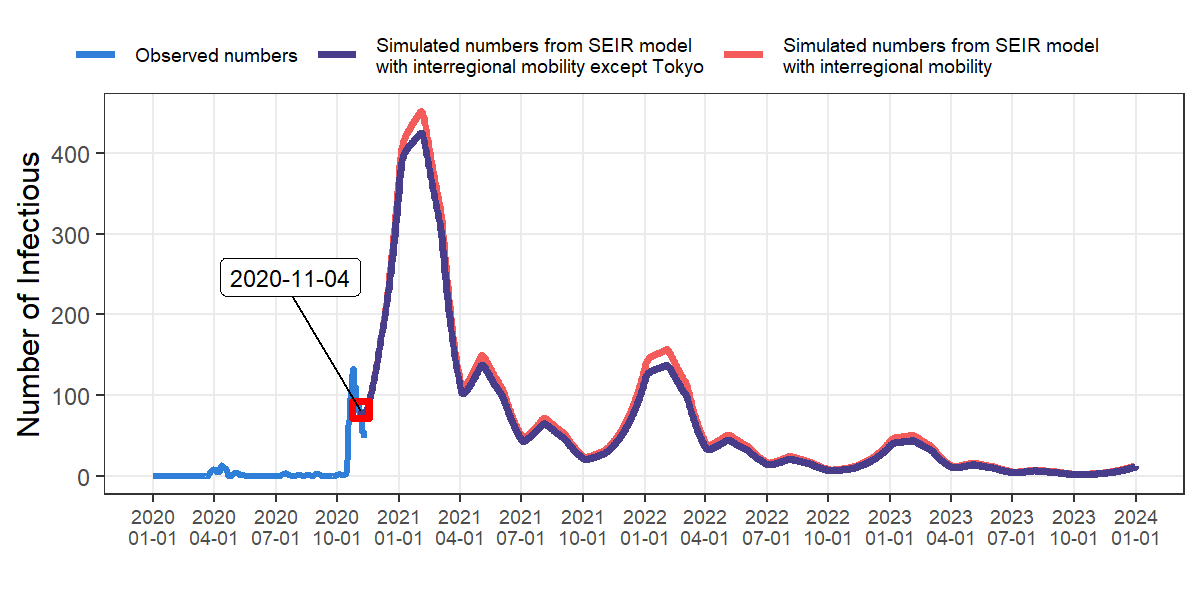 Observed numbers
Simulated numbers from SEIR model
with interregional mobility except Tokyo
Simulated numbers from SEIR model
with interregional mobility
Number of Infectious
400
300
200
100
0
2020-11-04
2020 2020 2020 2020 2021 2021 2021 2021 2022 2022 2022 2022 2023 2023 2023 2023 2024
01-01 04-01 07-01 10-01 01-01 04-01 07-01 10-01 01-01 04-01 07-01 10-01 01-01 04-01 07-01 10-01 01-01